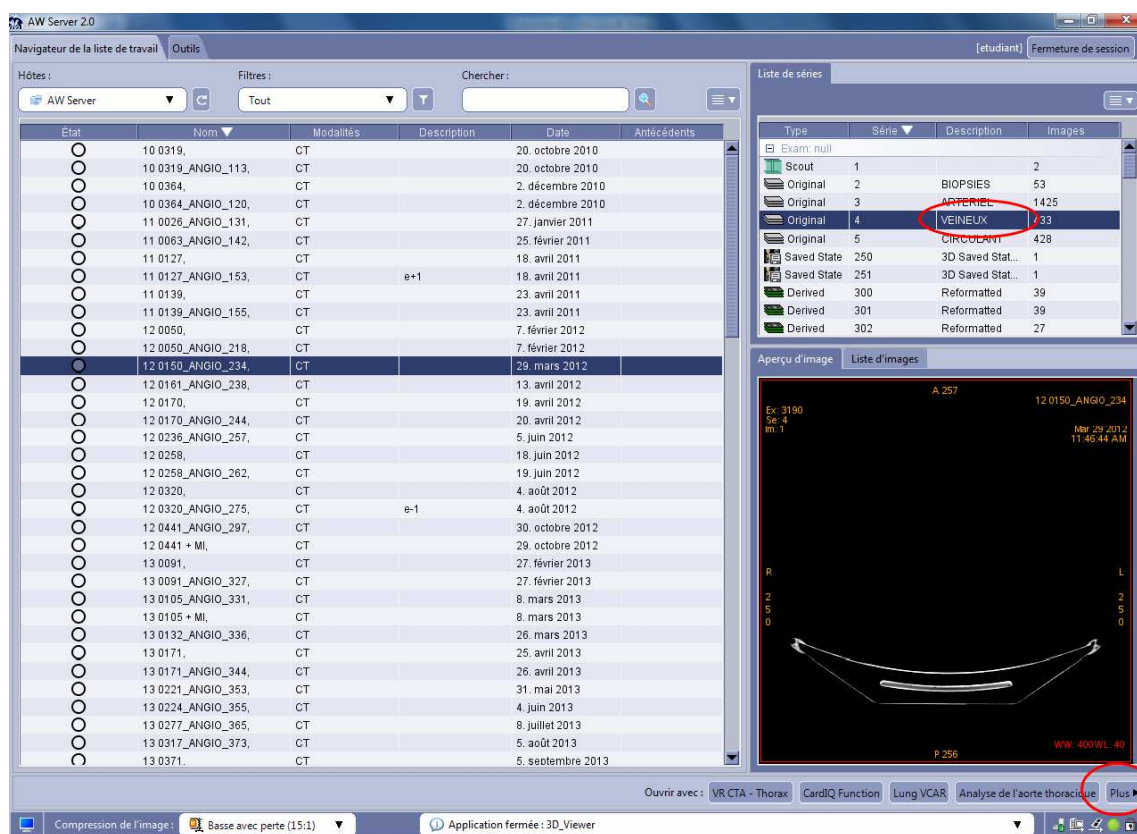 AW Server 2.0
Navigateur de la liste de travail Outils [etudiant] Fermeture de session
Hôtes : Filtres : Chercher :
AW Server Tout
État Nom Modalités Description Date Antécédents
10 0319, CT 20. octobre 2010
10 0319_ANGIO_113, CT 20. octobre 2010
10 0364, CT 2. décembre 2010
10 0364_ANGIO_120, CT 2. décembre 2010
11 0026_ANGIO_131, CT 27. janvier 2011
11 0063_ANGIO_142, CT 25. février 2011
11 0127, CT 18. avril 2011
11 0127_ANGIO_153, CT e+1 18. avril 2011
11 0139, CT 23. avril 2011
11 0139_ANGIO_155, CT 23. avril 2011
12 0050, CT 7. février 2012
12 0050_ANGIO_218, CT 7. février 2012
12 0150_ANGIO_234, CT 29. mars 2012
12 0161_ANGIO_238, CT 13. avril 2012
12 0170, CT 19. avril 2012
12 0170_ANGIO_244, CT 20. avril 2012
12 0236_ANGIO_257, CT 5. juin 2012
12 0258, CT 18. juin 2012
12 0258_ANGIO_262, CT 19. juin 2012
12 0320, CT 4. août 2012
12 0320_ANGIO_275, CT e-1 4. août 2012
12 0441_ANGIO_297, CT 30. octobre 2012
12 0441 + MI, CT 29. octobre 2012
13 0091, CT 27. février 2013
13 0091_ANGIO_327, CT 27. février 2013
13 0105_ANGIO_331, CT 8. mars 2013
13 0105 + MI, CT 8. mars 2013
13 0132_ANGIO_336, CT 26. mars 2013
13 0171, CT 25. avril 2013
13 0171_ANGIO_344, CT 26. avril 2013
13 0221_ANGIO_353, CT 31. mai 2013
13 0224_ANGIO_355, CT 4. juin 2013
13 0277_ANGIO_365, CT 8. juillet 2013
13 0317_ANGIO_373, CT 5. août 2013
13 0371, CT 5. septembre 2013
Liste de séries
Type Série Description Images
Exam: null
Scout 1 2
Original 2 BIOPSIES 53
Original 3 ARTERIEL 1425
Original 4 VEINEUX 433
Original 5 CIRCULANT 428
Saved State 250 3D Saved Stat... 1
Saved State 251 3D Saved Stat... 1
Derived 300 Reformatted 39
Derived 301 Reformatted 39
Derived 302 Reformatted 27
Aperçu d'image Liste d'images
A 257
12 0150_ANGIO_234
Ex: 3190
Se: 4
Im: 1
Mar 29 2012
11:46:44 AM
R L
2 2
5 5
0 0
WW: 400 WL: 40
P 256
Ouvrir avec : VR CTA - Thorax CardIQ Function Lung VCAR Analyse de l'aorte thoracique Plus
Compression de l'image : Basse avec perte (15:1) Application fermée : 3D_Viewer